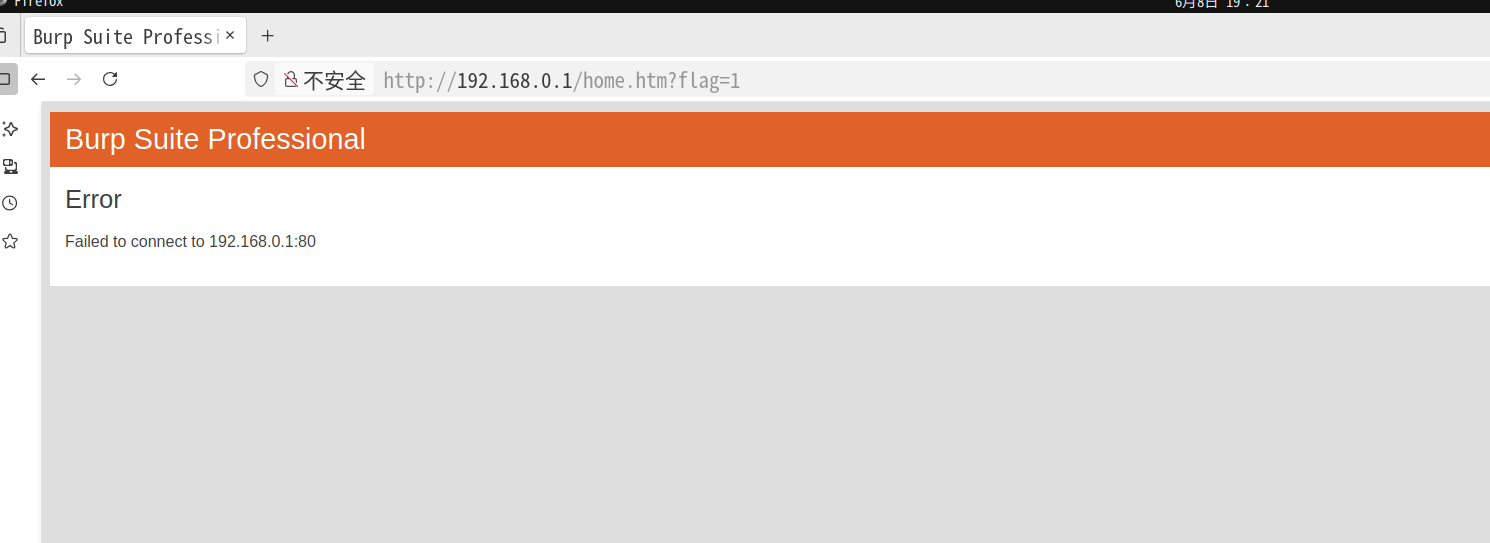 Firefox
6月8日 19：21
Burp Suite Professi
不安全 http://192.168.0.1/home.htm?flag=1
Burp Suite Professional
Error
Failed to connect to 192.168.0.1:80